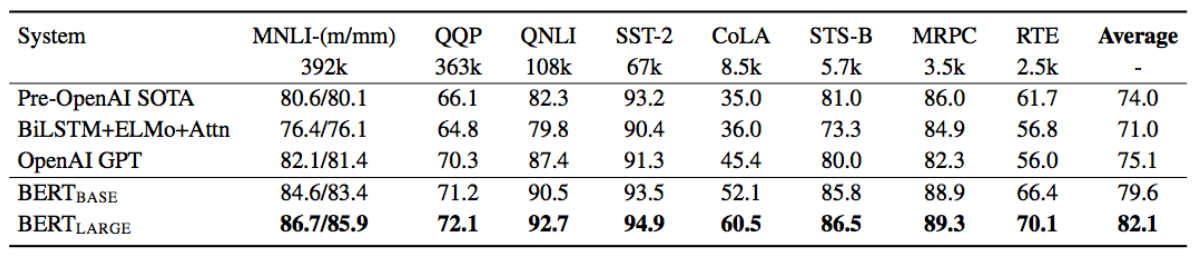 System MNLI-(m/mm) QQP QNLI SST-2 CoLA STS-B MRPC RTE Average
392k 363k 108k 67k 8.5k 5.7k 3.5k 2.5k -
Pre-OpenAI SOTA 80.6/80.1 66.1 82.3 93.2 35.0 81.0 86.0 61.7 74.0
BiLSTM+ELMo+Attn 76.4/76.1 64.8 79.8 90.4 36.0 73.3 84.9 56.8 71.0
OpenAI GPT 82.1/81.4 70.3 87.4 91.3 45.4 80.0 82.3 56.0 75.1
BERTBASE 84.6/83.4 71.2 90.5 93.5 52.1 85.8 88.9 66.4 79.6
BERTLARGE 86.7/85.9 72.1 92.7 94.9 60.5 86.5 89.3 70.1 82.1